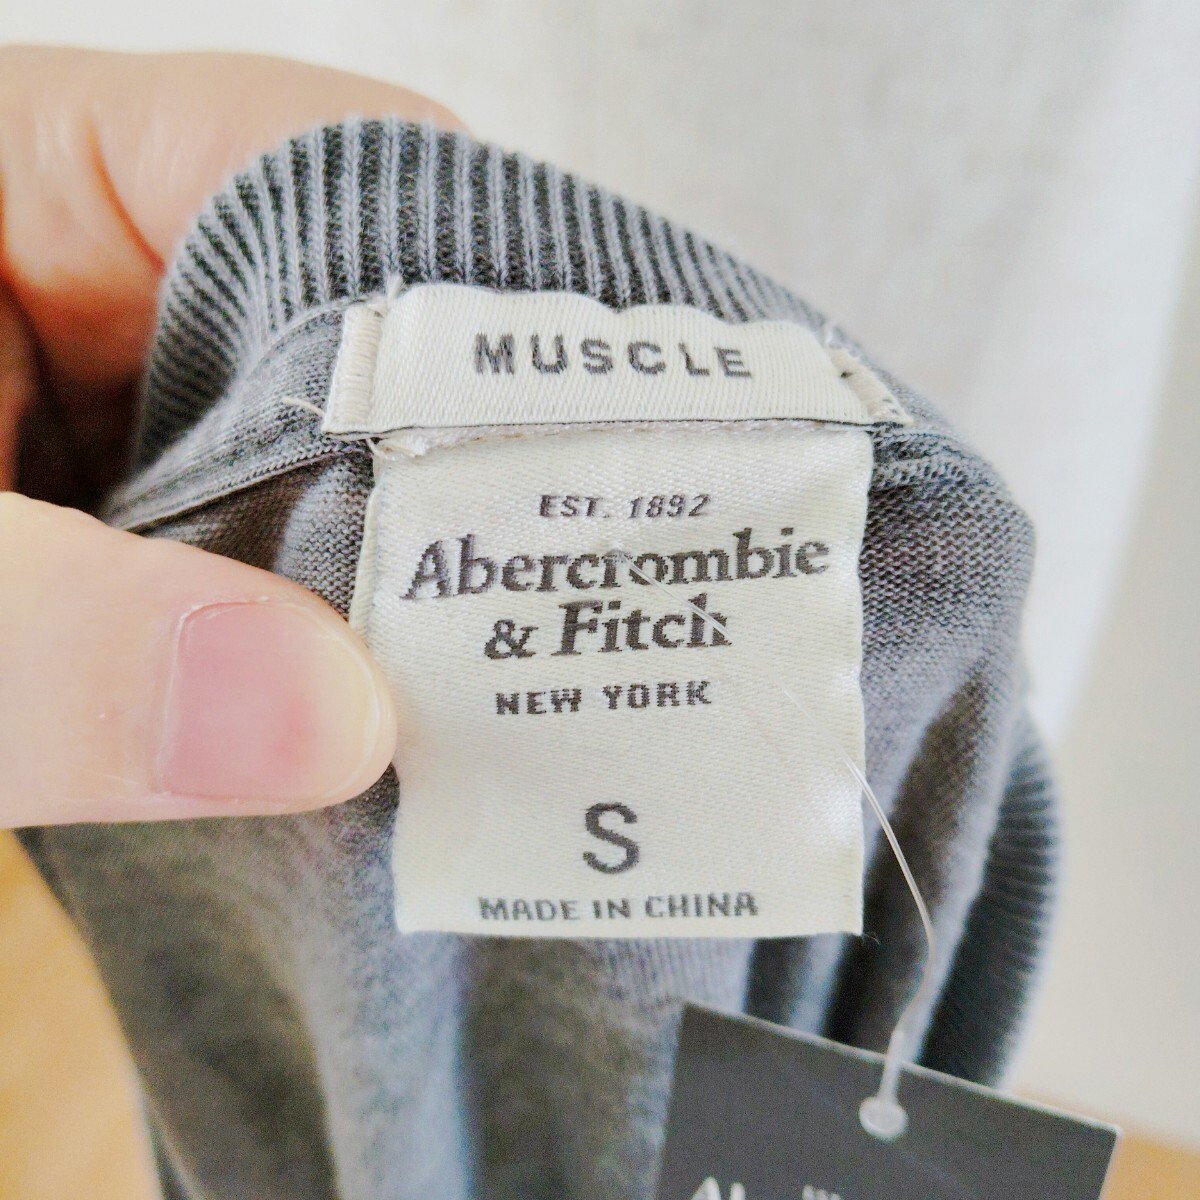 MUSCLE
EST. 1892
Abercrombie
& Fitch
NEW YORK
S
MADE IN CHINA